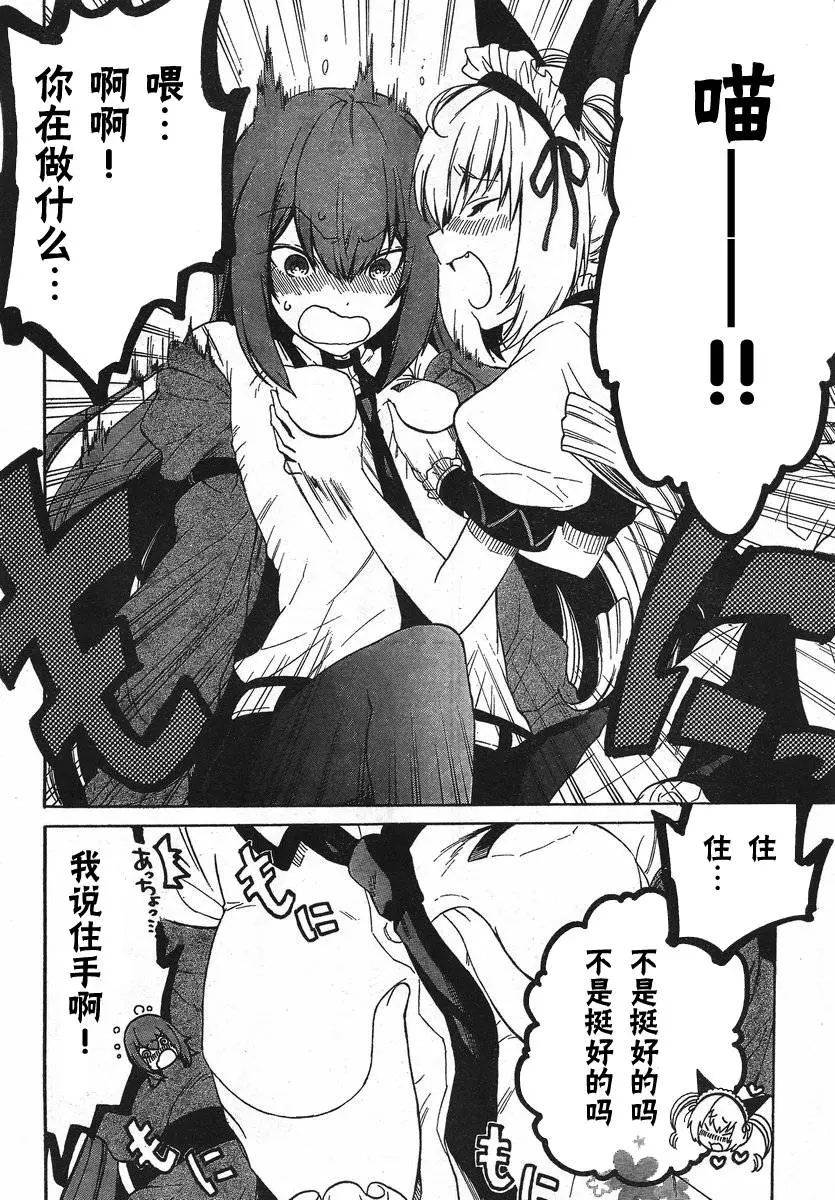 喵——!!
喂…
啊啊!
你在做什么…
もにっ
住
住…
不是挺好的吗
不是挺好的吗
もに
あっちょっ…
我说住手啊!
もに